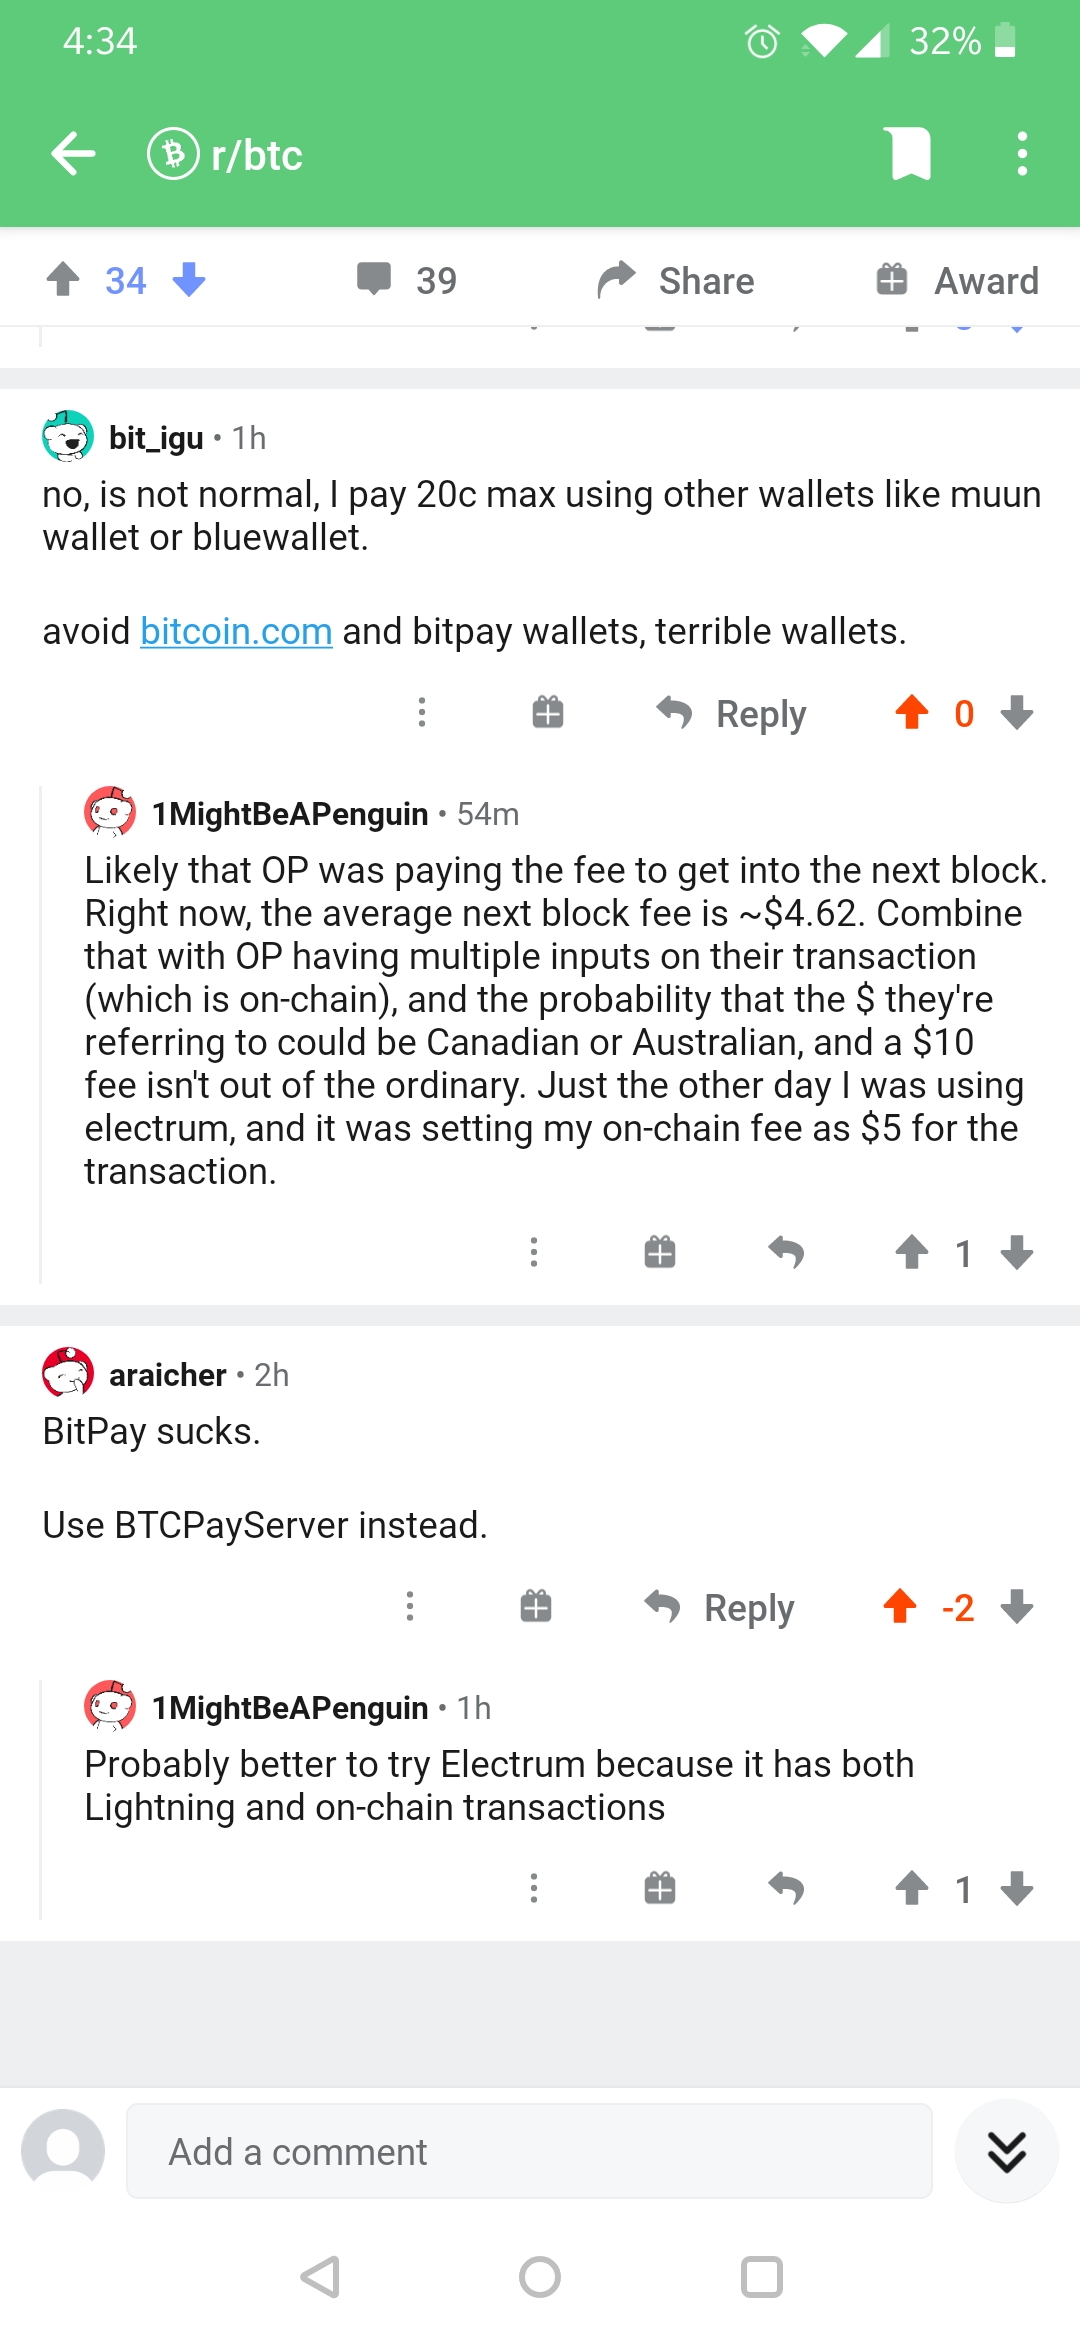 4:34
32%
r/btc
34
39
Share
Award
bit_igu • 1h
no, is not normal, I pay 20c max using other wallets like muun
wallet or bluewallet.
avoid bitcoin.com and bitpay wallets, terrible wallets.
Reply
0
1MightBeAPenguin • 54m
Likely that OP was paying the fee to get into the next block.
Right now, the average next block fee is ~$4.62. Combine
that with OP having multiple inputs on their transaction
(which is on-chain), and the probability that the $ they're
referring to could be Canadian or Australian, and a $10
fee isn't out of the ordinary. Just the other day I was using
electrum, and it was setting my on-chain fee as $5 for the
transaction.
1
araicher • 2h
BitPay sucks.
Use BTCPayServer instead.
Reply
-2
1MightBeAPenguin • 1h
Probably better to try Electrum because it has both
Lightning and on-chain transactions
1
Add a comment